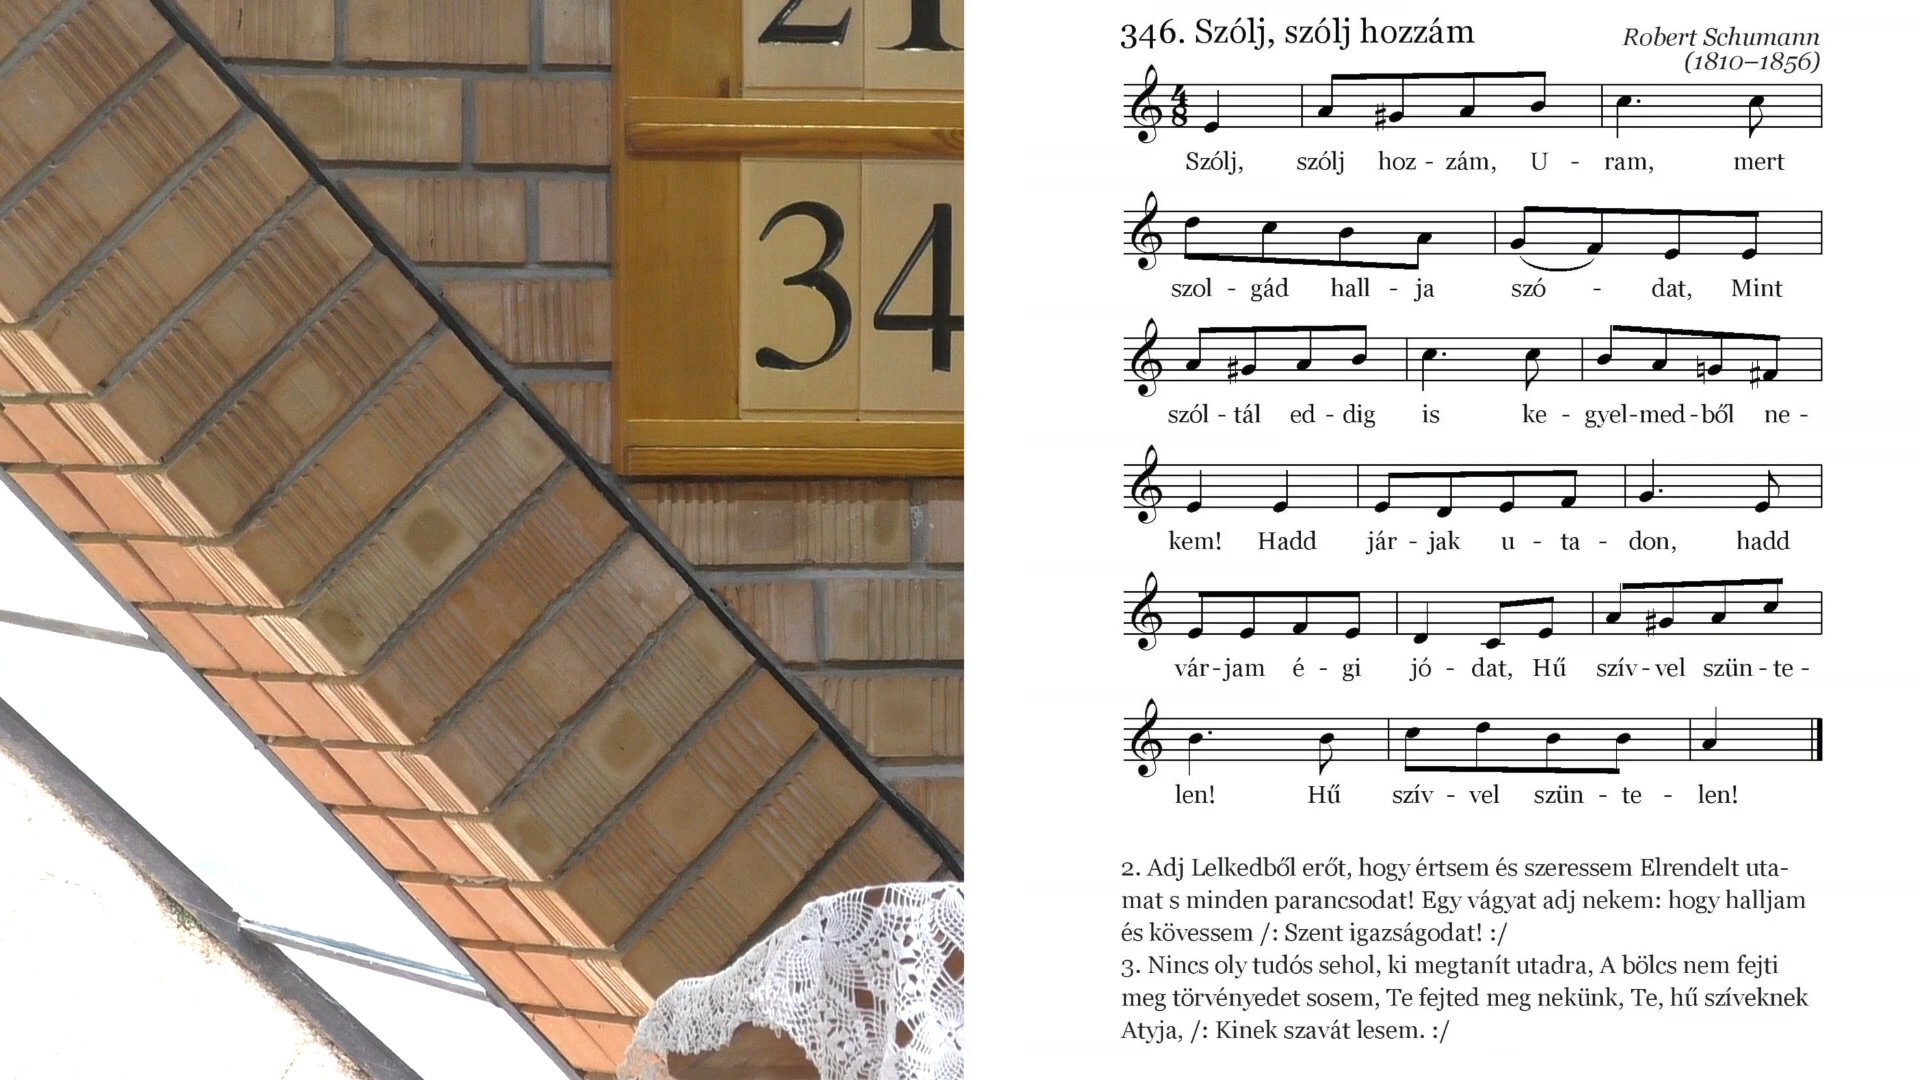 21
34
346. Szólj, szólj hozzám
Robert Schumann
(1810–1856)
4
8
Szólj, szólj hoz - zám, U - ram, mert
szol - gád hall - ja szó - dat, Mint
szól - tál ed - dig is ke - gyel - med - ből ne -
kem! Hadd jár - jak u - ta - don, hadd
vár - jam é - gi jó - dat, Hű szív - vel szün - te -
len! Hű szív - vel szün - te - len!
2. Adj Lelkedből erőt, hogy értsem és szeressem Elrendelt uta-
mat s minden parancsodat! Egy vágyat adj nekem: hogy halljam
és kövessem /: Szent igazságodat! :/
3. Nincs oly tudós sehol, ki megtanít utadra, A bölcs nem fejti
meg törvényedet sosem, Te fejted meg nekünk, Te, hű szíveknek
Atyja, /: Kinek szavát lesem. :/